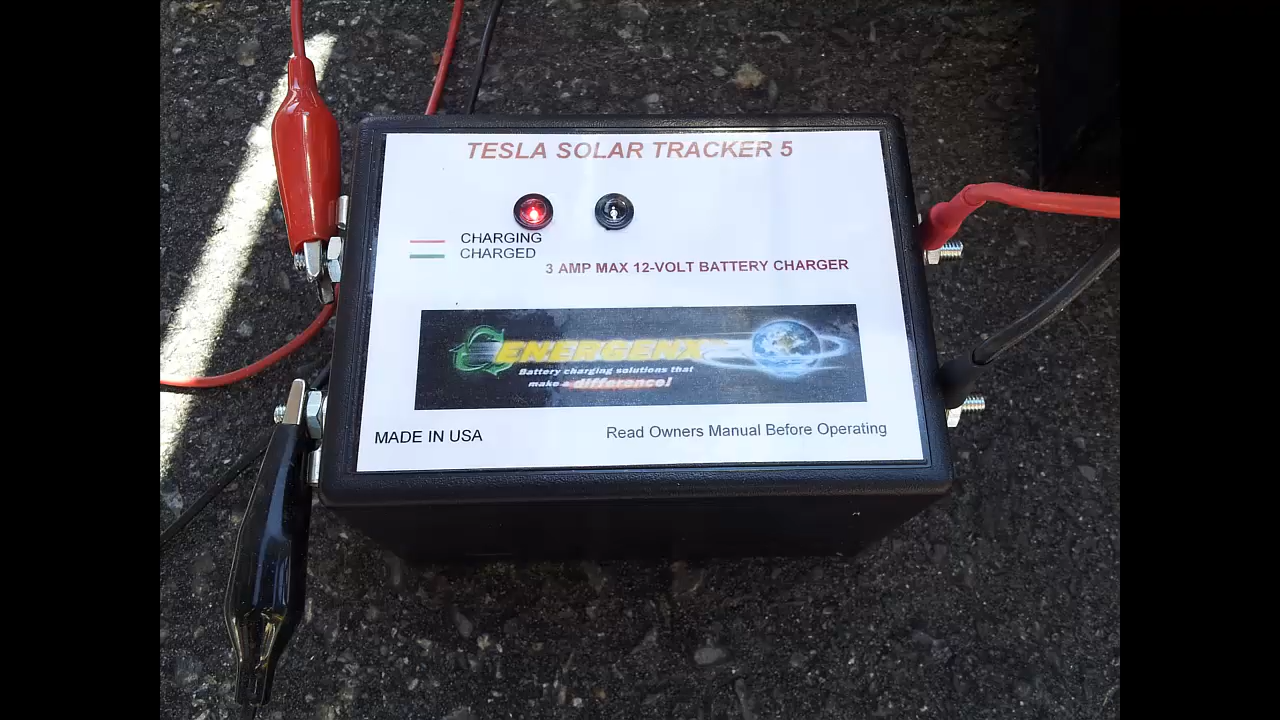 TESLA SOLAR TRACKER 5
CHARGING
CHARGED
3 AMP MAX 12-VOLT BATTERY CHARGER
ENERGENX
Battery charging solutions that
make a difference!
MADE IN USA
Read Owners Manual Before Operating